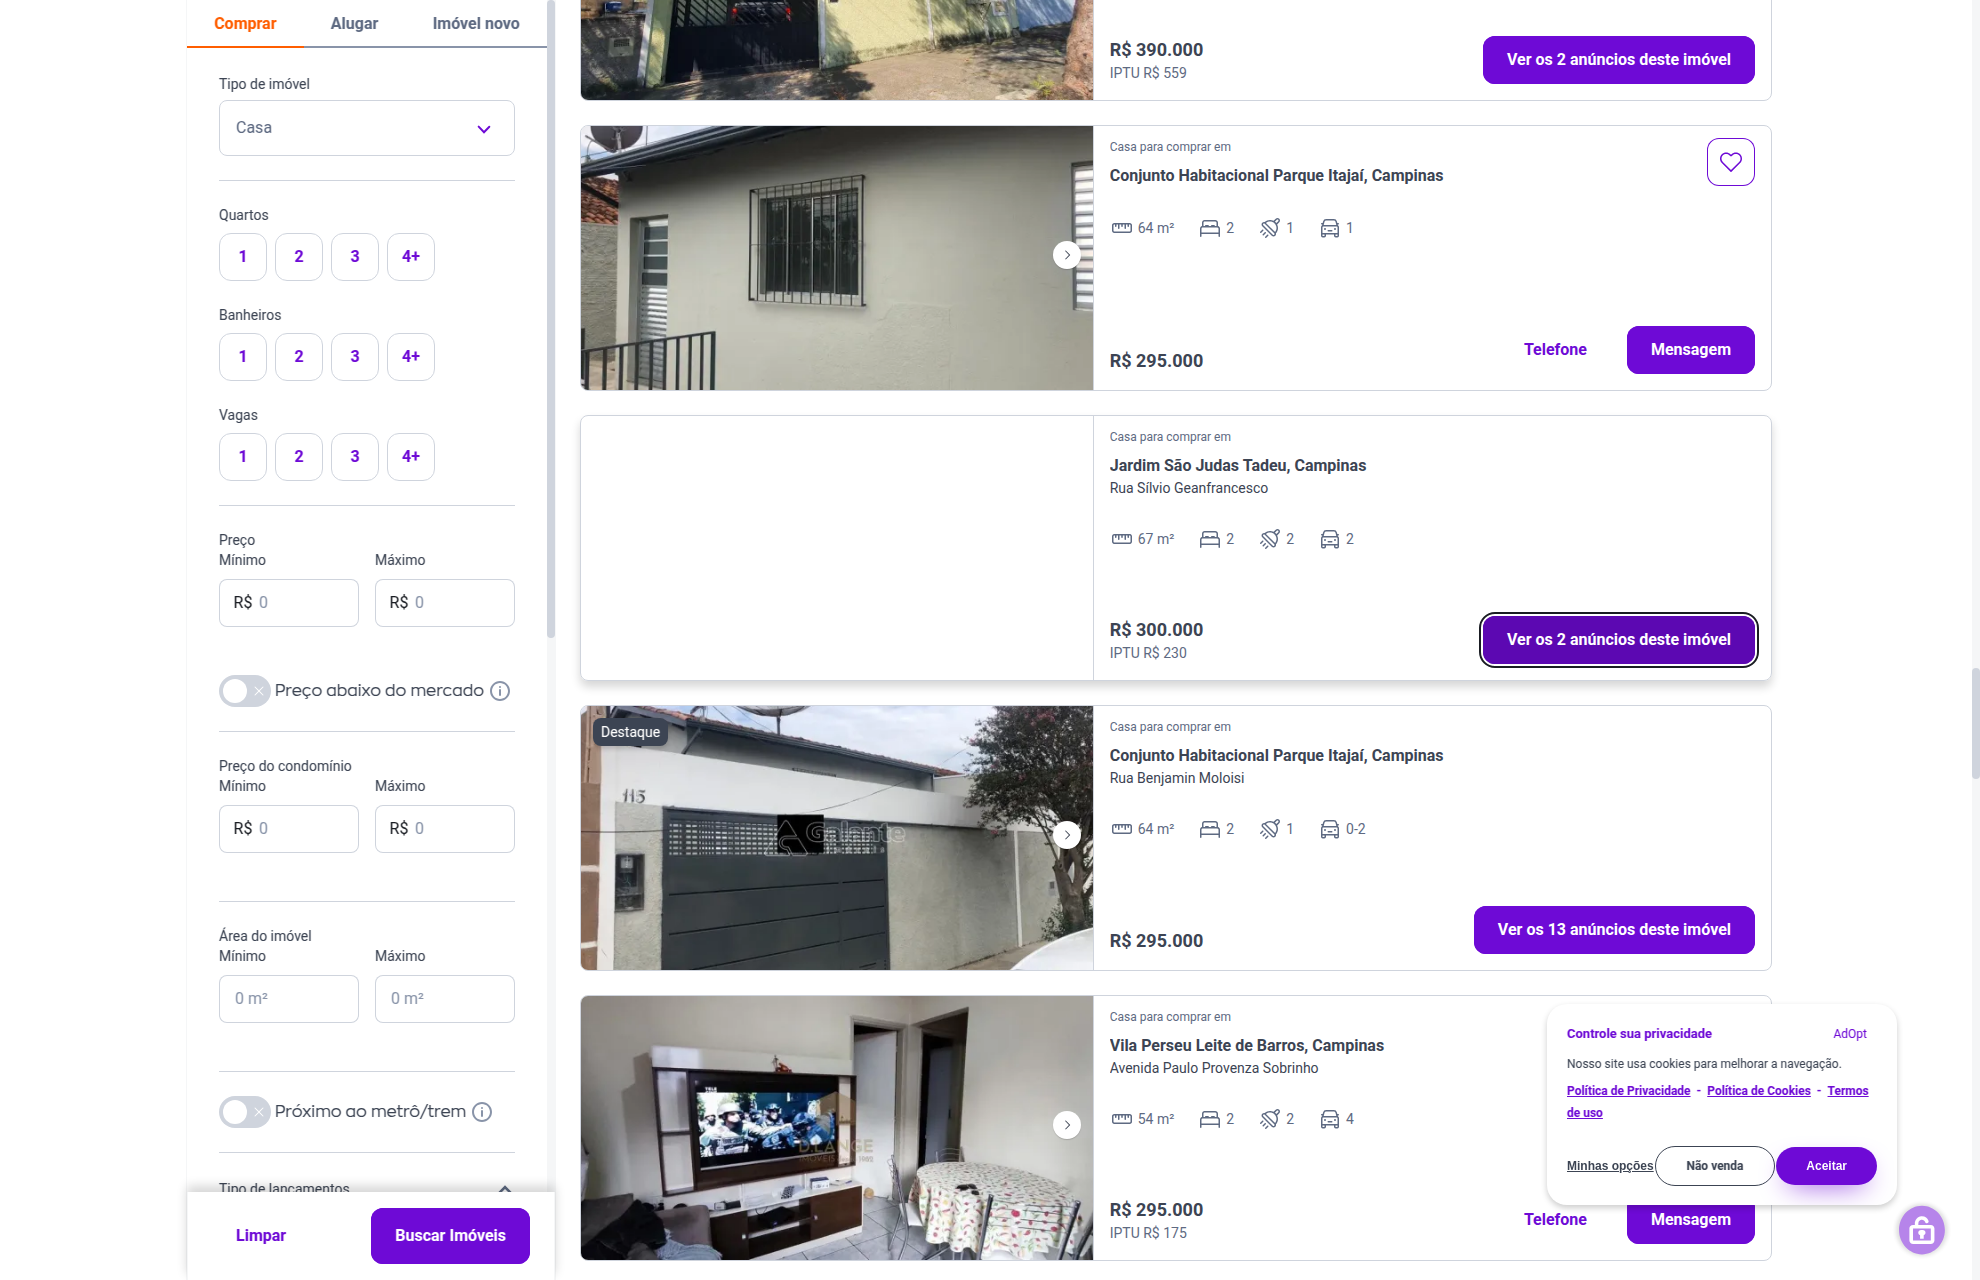 Comprar
Alugar
Imóvel novo
Tipo de imóvel
Casa
Quartos
1
2
3
4+
Banheiros
1
2
3
4+
Vagas
1
2
3
4+
Preço
Mínimo
Máximo
R$ 0
R$ 0
Preço abaixo do mercado
Preço do condomínio
Mínimo
Máximo
R$ 0
R$ 0
Área do imóvel
Mínimo
Máximo
0 m²
0 m²
Próximo ao metrô/trem
Tipo de lançamentos
Limpar
Buscar Imóveis
R$ 390.000
IPTU R$ 559
Ver os 2 anúncios deste imóvel
Casa para comprar em
Conjunto Habitacional Parque Itajaí, Campinas
64 m²
2
1
1
R$ 295.000
Telefone
Mensagem
Casa para comprar em
Jardim São Judas Tadeu, Campinas
Rua Sílvio Geanfrancesco
67 m²
2
2
2
R$ 300.000
IPTU R$ 230
Ver os 2 anúncios deste imóvel
Destaque
113
Galante
Casa para comprar em
Conjunto Habitacional Parque Itajaí, Campinas
Rua Benjamin Moloisi
64 m²
2
1
0-2
R$ 295.000
Ver os 13 anúncios deste imóvel
D.LANGE
Casa para comprar em
Vila Perseu Leite de Barros, Campinas
Avenida Paulo Provenza Sobrinho
54 m²
2
2
4
R$ 295.000
IPTU R$ 175
Telefone
Mensagem
Controle sua privacidade
AdOpt
Nosso site usa cookies para melhorar a navegação.
Política de Privacidade - Política de Cookies - Termos
de uso
Minhas opções
Não venda
Aceitar